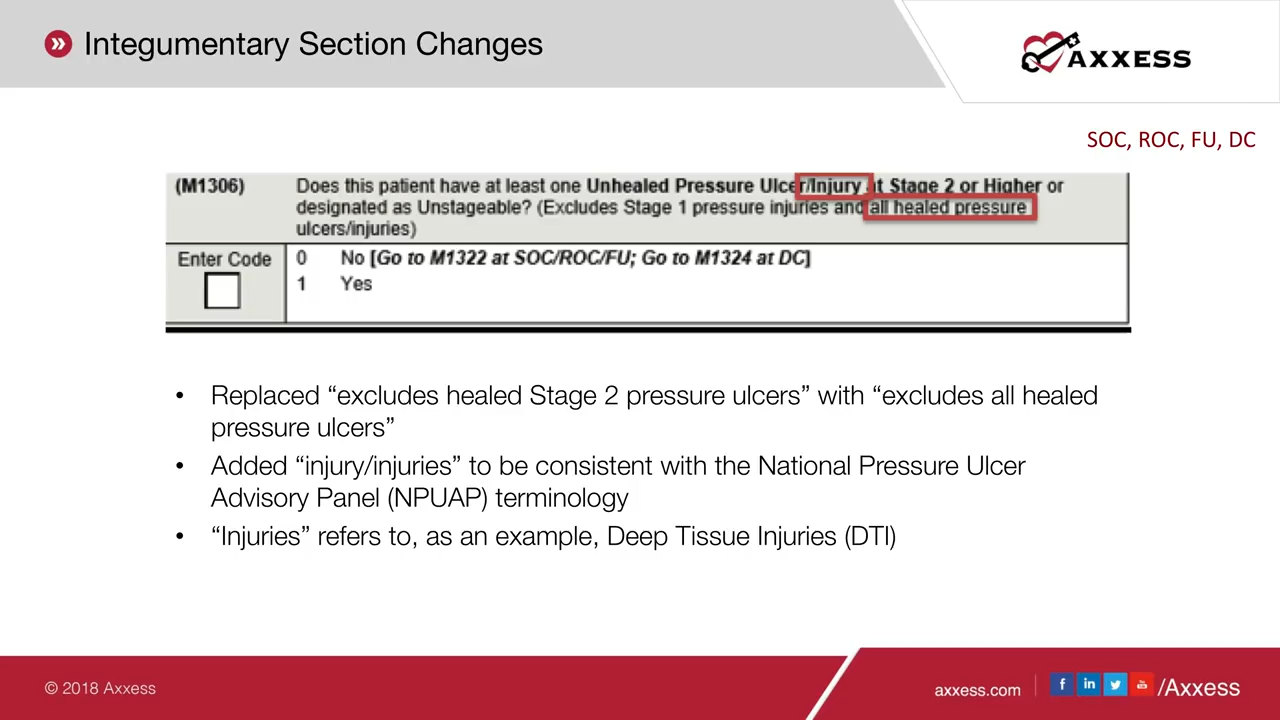 Integumentary Section Changes
AXXESS
SOC, ROC, FU, DC
(M1306) Does this patient have at least one Unhealed Pressure Ulcer/Injury at Stage 2 or Higher or
designated as Unstageable? (Excludes Stage 1 pressure injuries and all healed pressure
ulcers/injuries)
Enter Code 0 No [Go to M1322 at SOC/ROC/FU; Go to M1324 at DC]
1 Yes
• Replaced “excludes healed Stage 2 pressure ulcers” with “excludes all healed
pressure ulcers”
• Added “injury/injuries” to be consistent with the National Pressure Ulcer
Advisory Panel (NPUAP) terminology
• “Injuries” refers to, as an example, Deep Tissue Injuries (DTI)
© 2018 Axxess
axxess.com
/Axxess